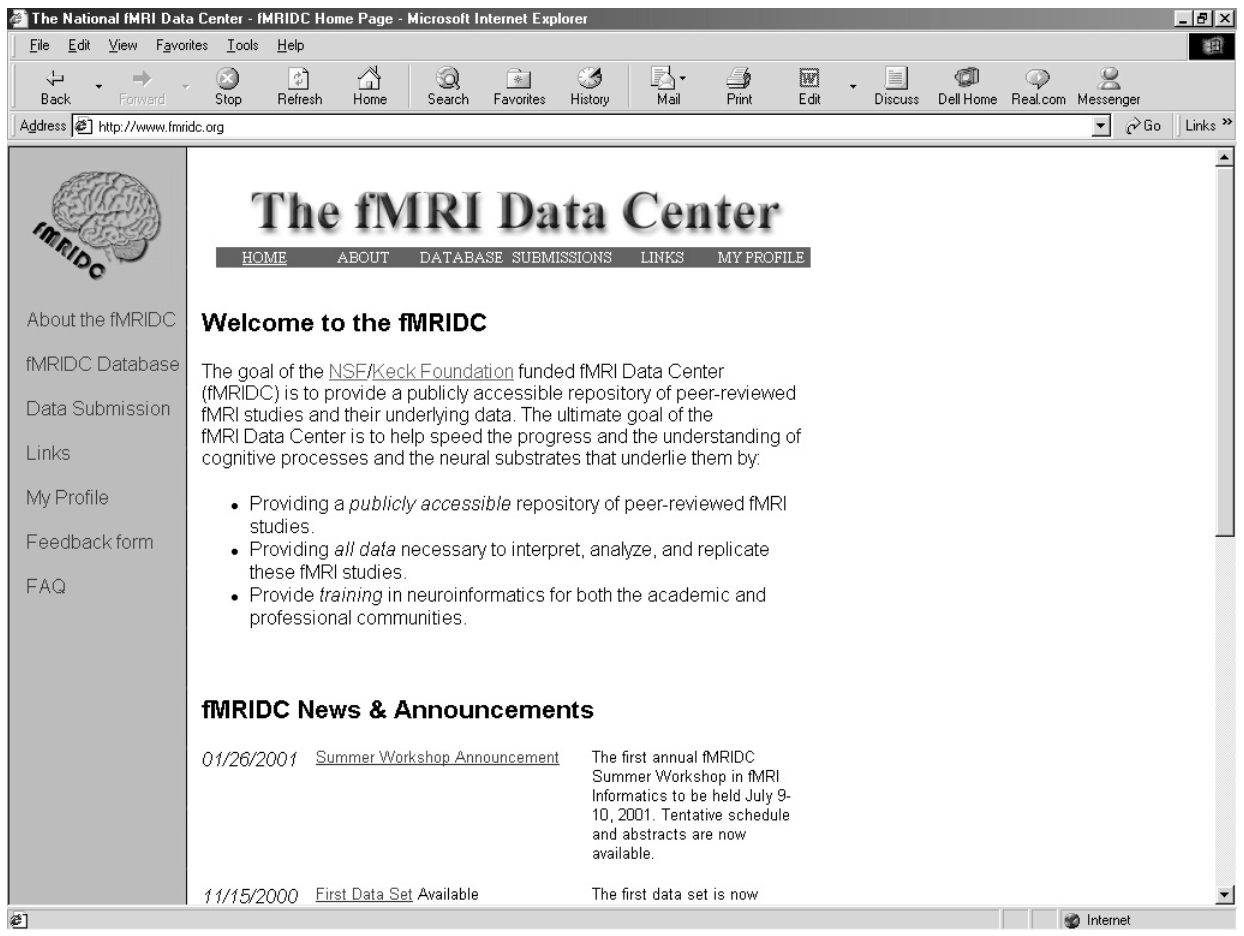 The National fMRI Data Center - fMRIDC Home Page - Microsoft Internet Explorer
File Edit View Favorites Tools Help
Back Forward Stop Refresh Home Search Favorites History Mail Print Edit Discuss Dell Home Real.com Messenger
Address http://www.fmridc.org Go Links »
fMRIDC
The fMRI Data Center
HOME ABOUT DATABASE SUBMISSIONS LINKS MY PROFILE
About the fMRIDC
fMRIDC Database
Data Submission
Links
My Profile
Feedback form
FAQ
Welcome to the fMRIDC
The goal of the NSF/Keck Foundation funded fMRI Data Center
(fMRIDC) is to provide a publicly accessible repository of peer-reviewed
fMRI studies and their underlying data. The ultimate goal of the
fMRI Data Center is to help speed the progress and the understanding of
cognitive processes and the neural substrates that underlie them by:
• Providing a publicly accessible repository of peer-reviewed fMRI
studies.
• Providing all data necessary to interpret, analyze, and replicate
these fMRI studies.
• Provide training in neuroinformatics for both the academic and
professional communities.
fMRIDC News & Announcements
01/26/2001 Summer Workshop Announcement The first annual fMRIDC
Summer Workshop in fMRI
Informatics to be held July 9-
10, 2001. Tentative schedule
and abstracts are now
available.
11/15/2000 First Data Set Available The first data set is now
Internet